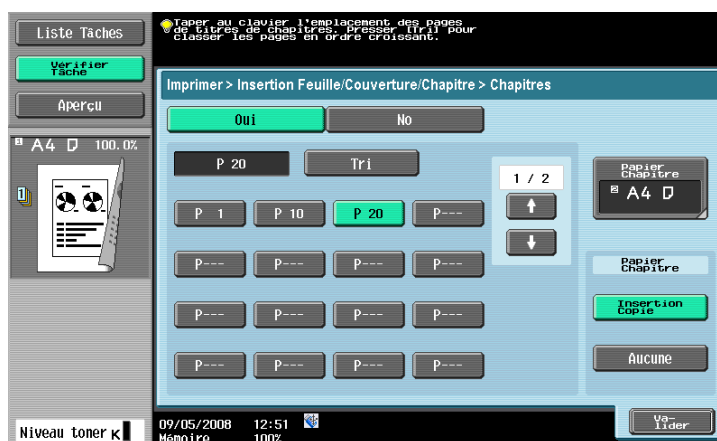 Liste Tâches
Vérifier
Tâche
Aperçu
A4 100.0%
1
Niveau toner K
Taper au clavier l'emplacement des pages
de titres de chapitres. Presser [Tri] pour
classer les pages en ordre croissant.
Imprimer > Insertion Feuille/Couverture/Chapitre > Chapitres
Oui No
P 20 Tri
1 / 2
P 1 P 10 P 20 P---
P--- P--- P--- P---
P--- P--- P--- P---
P--- P--- P--- P---
Papier
Chapitre
A4
Papier
Chapitre
Insertion
Copie
Aucune
Va-
lider
09/05/2008 12:51
Mémoire 100%